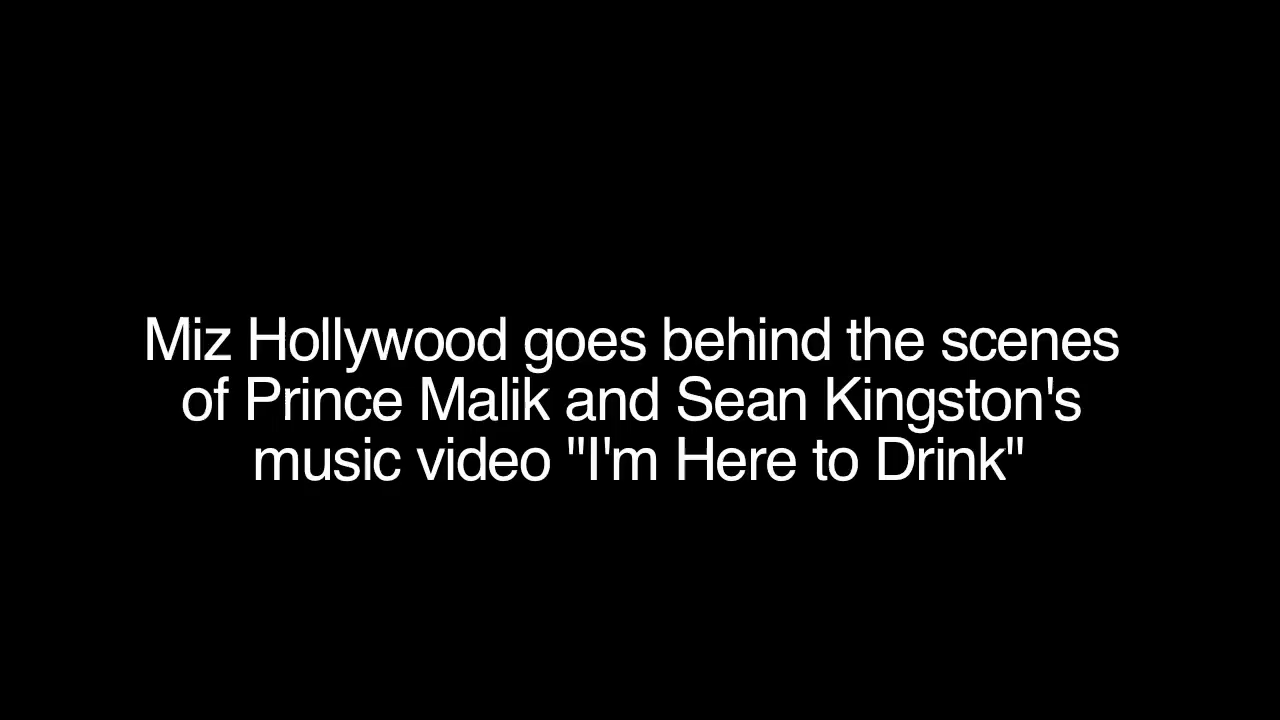 Miz Hollywood goes behind the scenes
of Prince Malik and Sean Kingston's
music video "I'm Here to Drink"